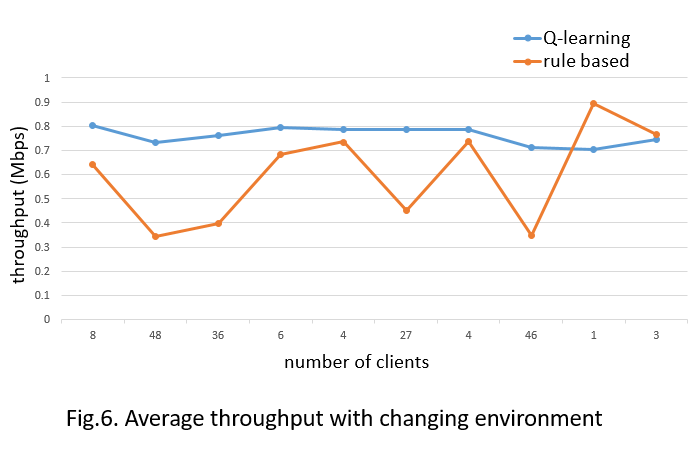 Q-learning
rule based
1
0.9
0.8
0.7
0.6
0.5
0.4
0.3
0.2
0.1
0
throughput (Mbps)
8 48 36 6 4 27 4 46 1 3
number of clients
Fig.6. Average throughput with changing environment